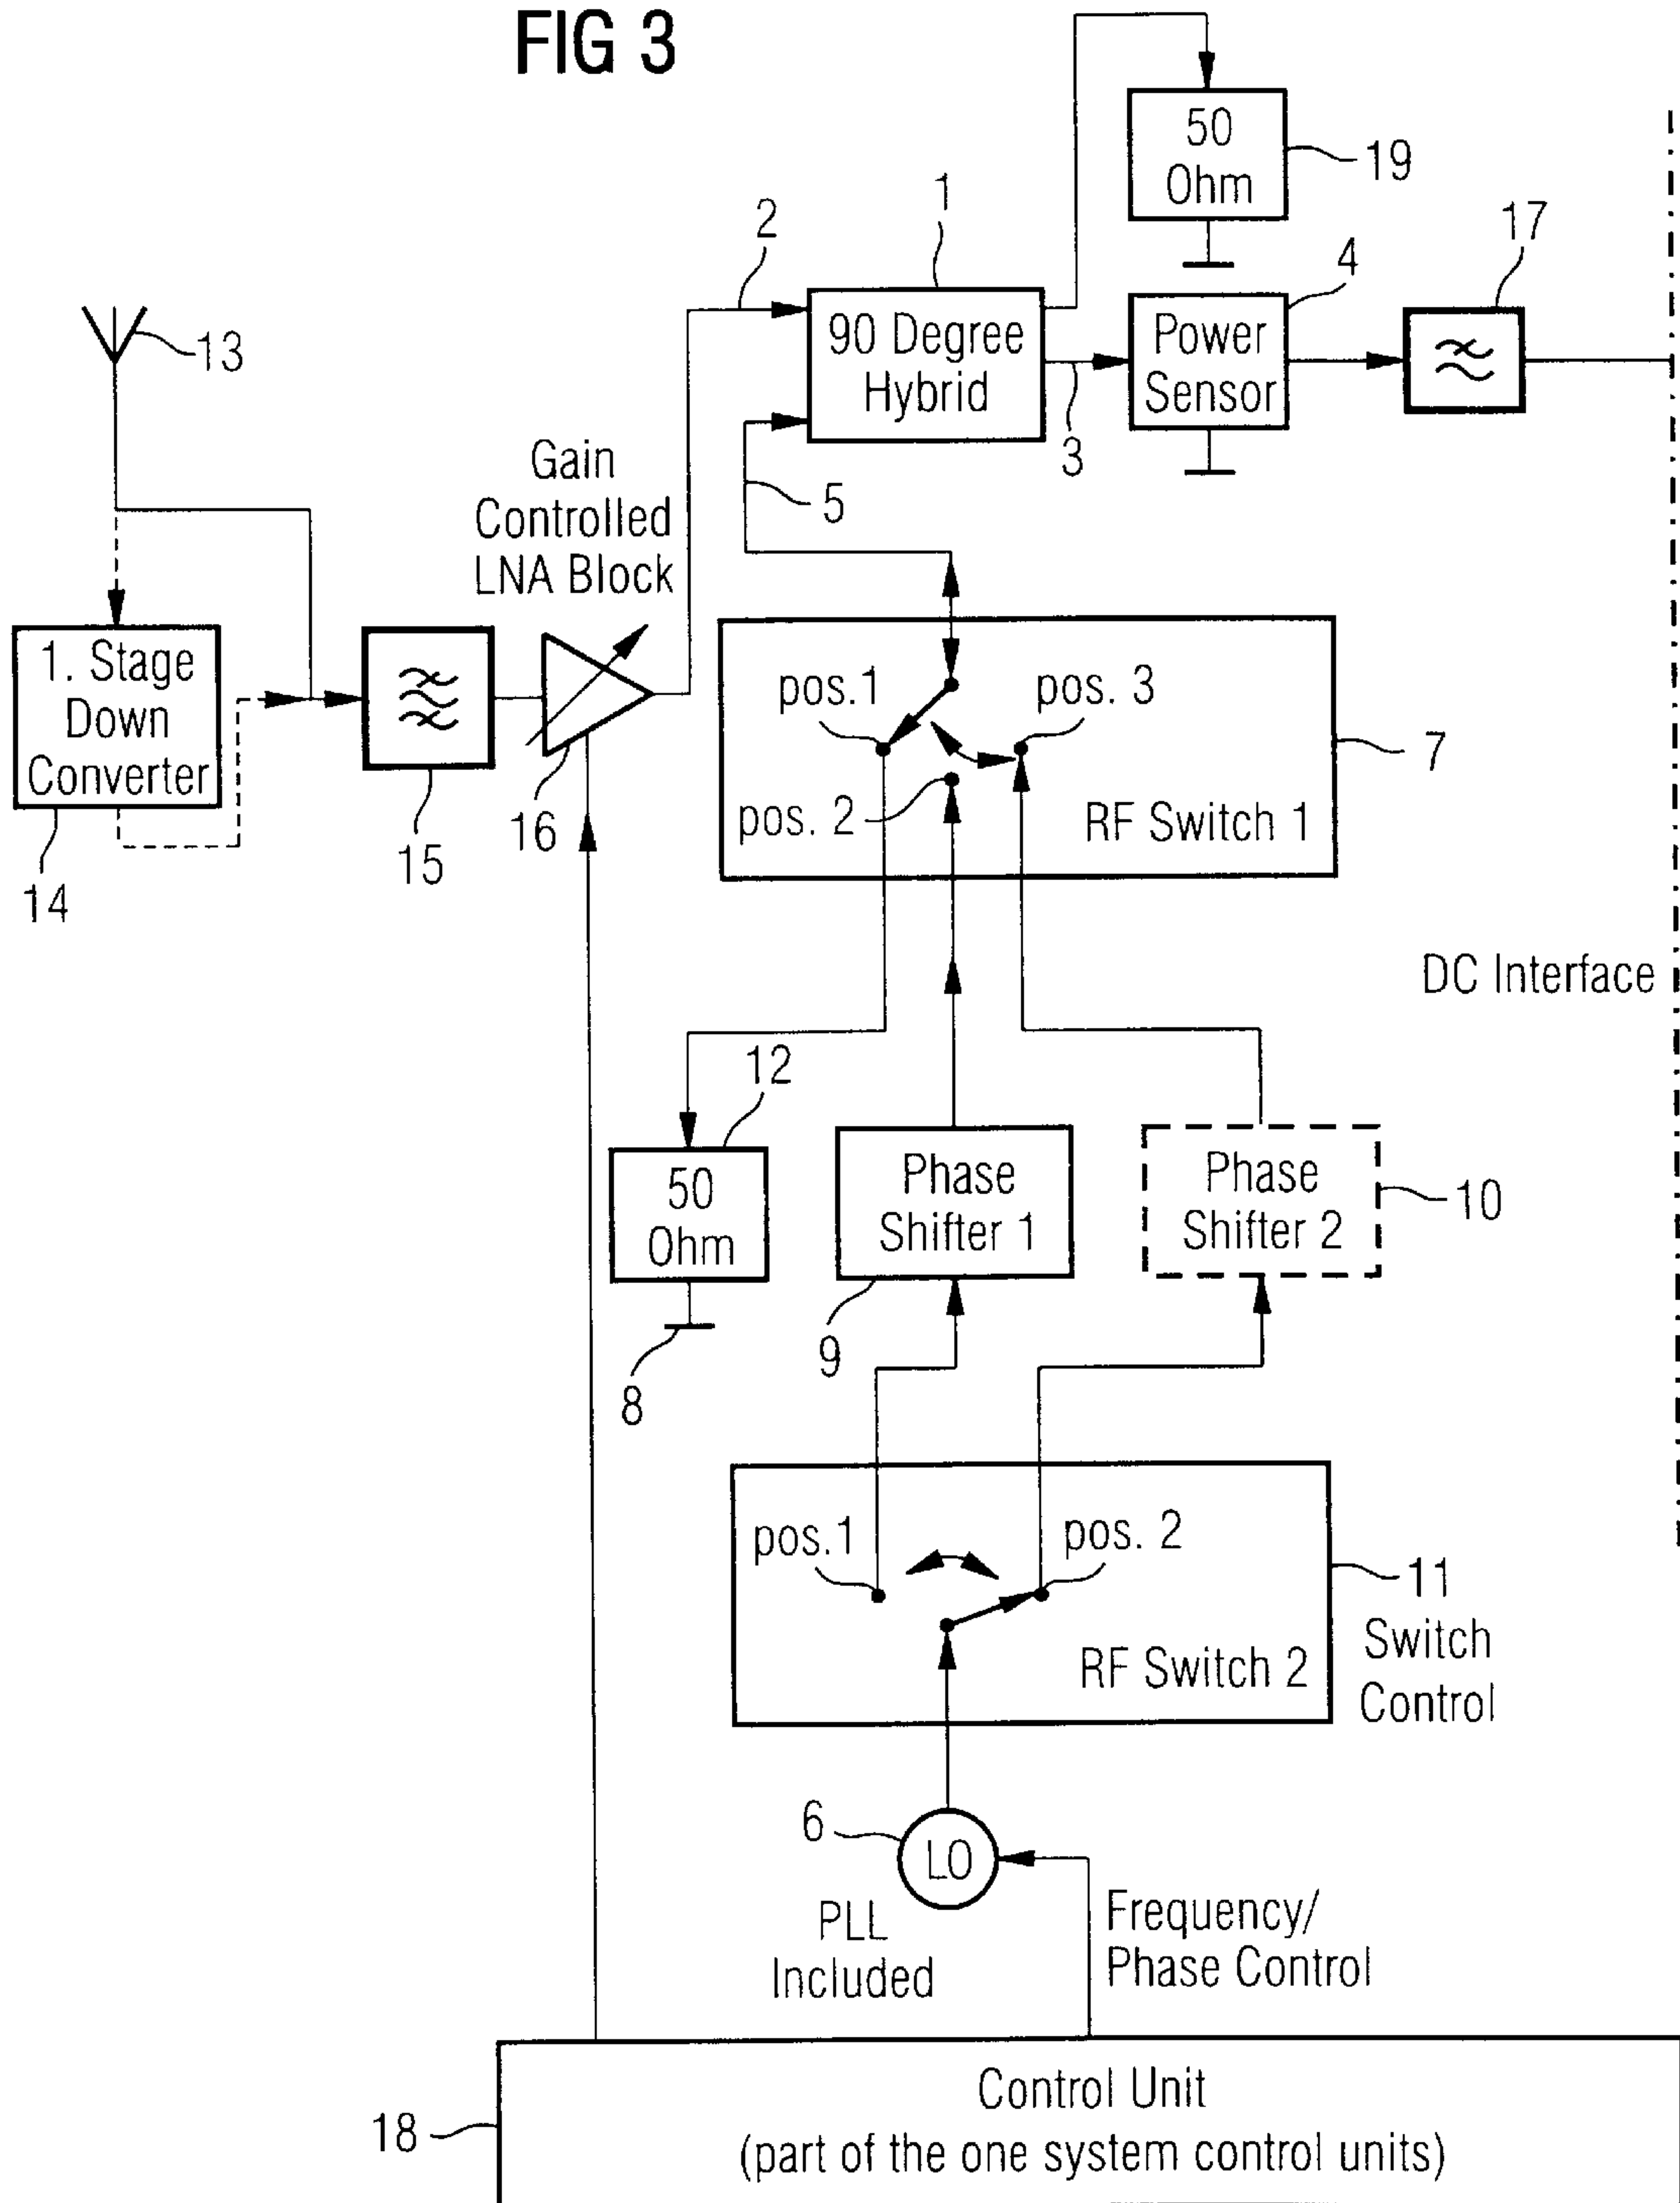 FIG 3
50
Ohm
19
1
2
17
4
13
90 Degree
Hybrid
Power
Sensor
3
Gain
Controlled
LNA Block
5
1. Stage
Down
Converter
pos.1
pos. 3
7
pos. 2
RF Switch 1
16
15
14
DC Interface
12
50
Ohm
Phase
Shifter 1
Phase
Shifter 2
10
9
8
pos.1
pos. 2
11
Switch
Control
RF Switch 2
6
LO
PLL
Included
Frequency/
Phase Control
Control Unit
18
(part of the one system control units)